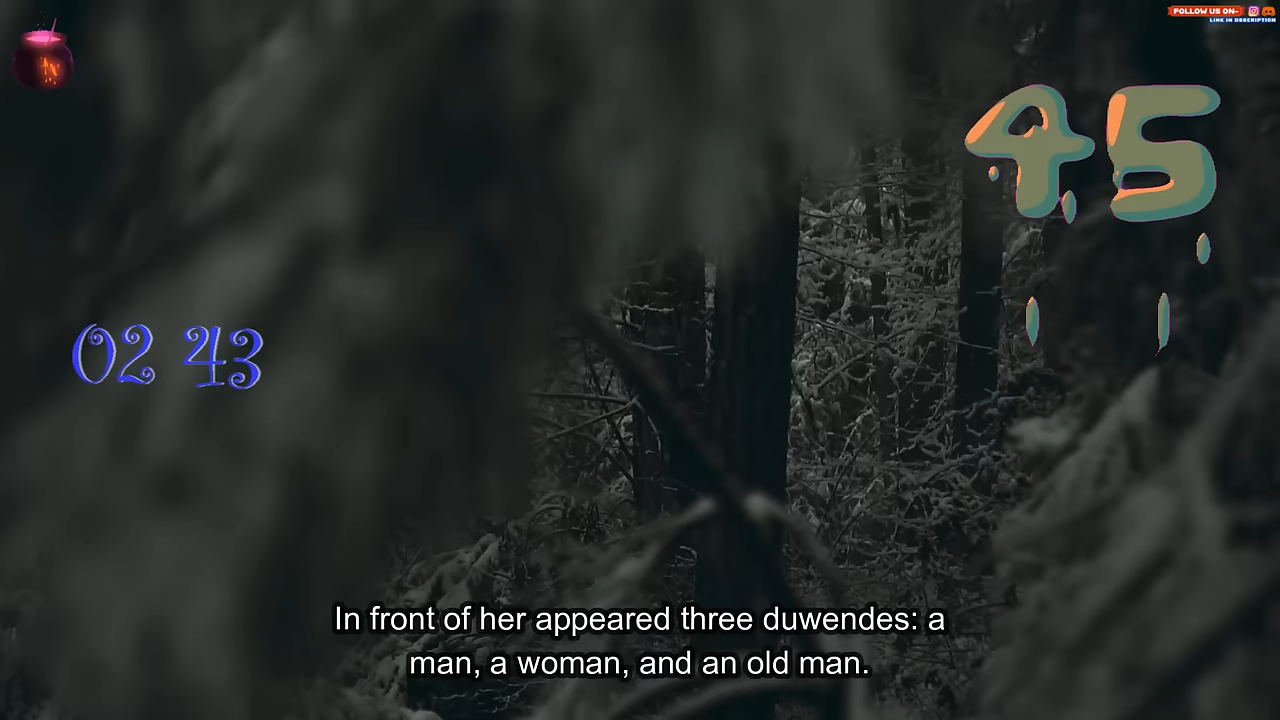 FOLLOW US ON-
LINK IN DESCRIPTION
45
02 43
In front of her appeared three duwendes: a
man, a woman, and an old man.